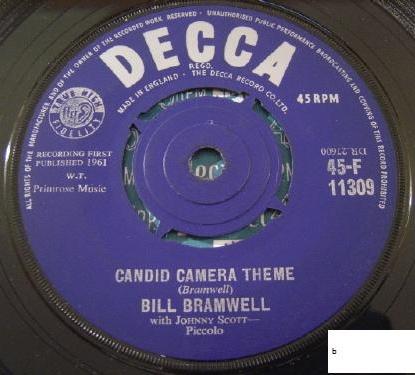 ALL RIGHTS OF THE MANUFACTURER AND OF THE OWNER OF THE RECORDED WORK RESERVED · UNAUTHORISED PUBLIC PERFORMANCE BROADCASTING AND COPYING OF THIS RECORD PROHIBITED
DECCA
REGD.
MADE IN ENGLAND · THE DECCA RECORD CO. LTD.
45 RPM
RECORDING FIRST
PUBLISHED 1961
W.T.
Primrose Music
DR.27600
45-F
11309
CANDID CAMERA THEME
(Bramwell)
BILL BRAMWELL
with JOHNNY SCOTT—
Piccolo